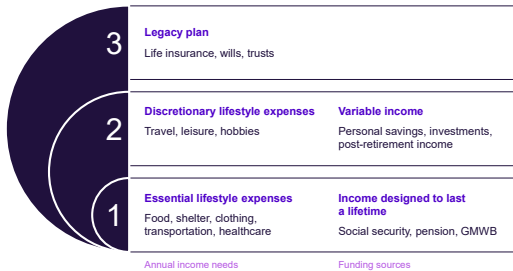 3
Legacy plan
Life insurance, wills, trusts
2
Discretionary lifestyle expenses
Travel, leisure, hobbies
Variable income
Personal savings, investments,
post-retirement income
1
Essential lifestyle expenses
Food, shelter, clothing,
transportation, healthcare
Income designed to last
a lifetime
Social security, pension, GMWB
Annual income needs
Funding sources